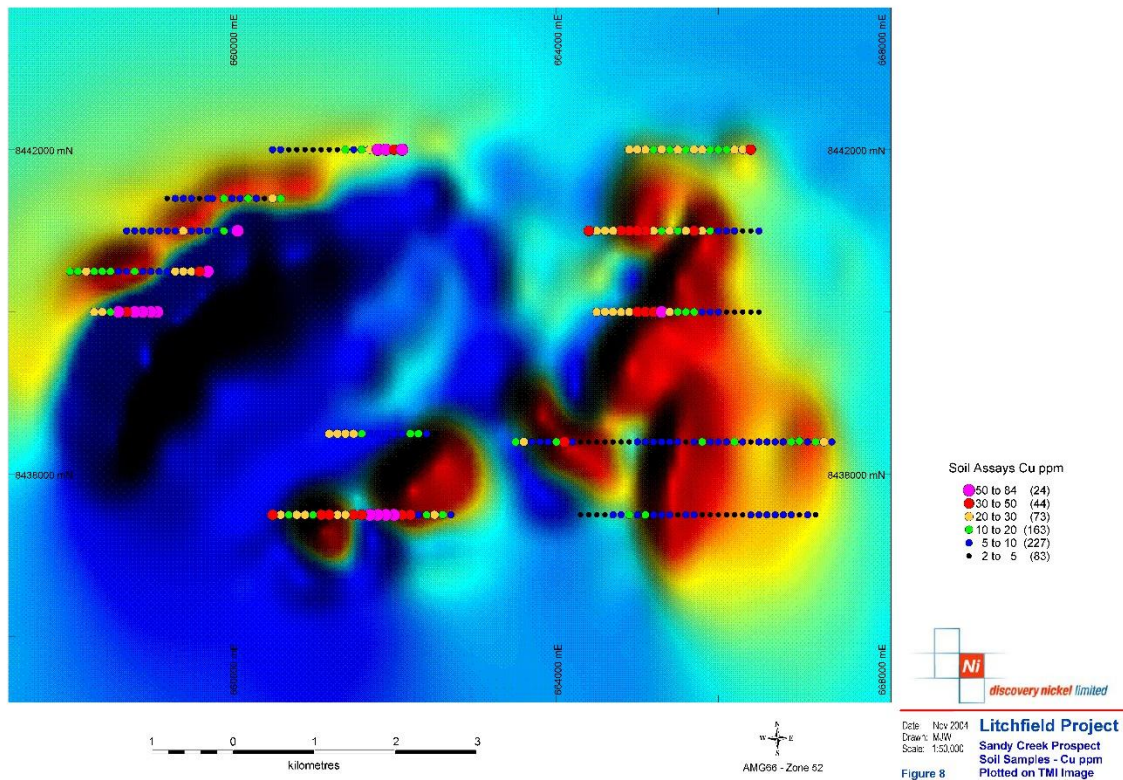 660000 mE
664000 mE
668000 mE
8442000 mN
8442000 mN
8438000 mN
8438000 mN
660000 mE
664000 mE
668000 mE
Soil Assays Cu ppm
50 to 84 (24)
30 to 50 (44)
20 to 30 (73)
10 to 20 (163)
5 to 10 (227)
2 to 5 (83)
Ni
discovery nickel limited
1 0 1 2 3
kilometres
N
W E
S
AMG66 - Zone 52
Date: Nov 2004
Drawn: MJW
Scale: 1:50,000
Figure 8
Litchfield Project
Sandy Creek Prospect
Soil Samples - Cu ppm
Plotted on TMI Image